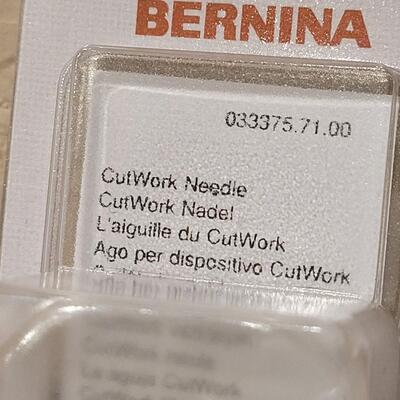 BERNINA
033375.71.00
CutWork Needle
CutWork Nadel
L'aiguille du CutWork
Ago per dispositivo CutWork